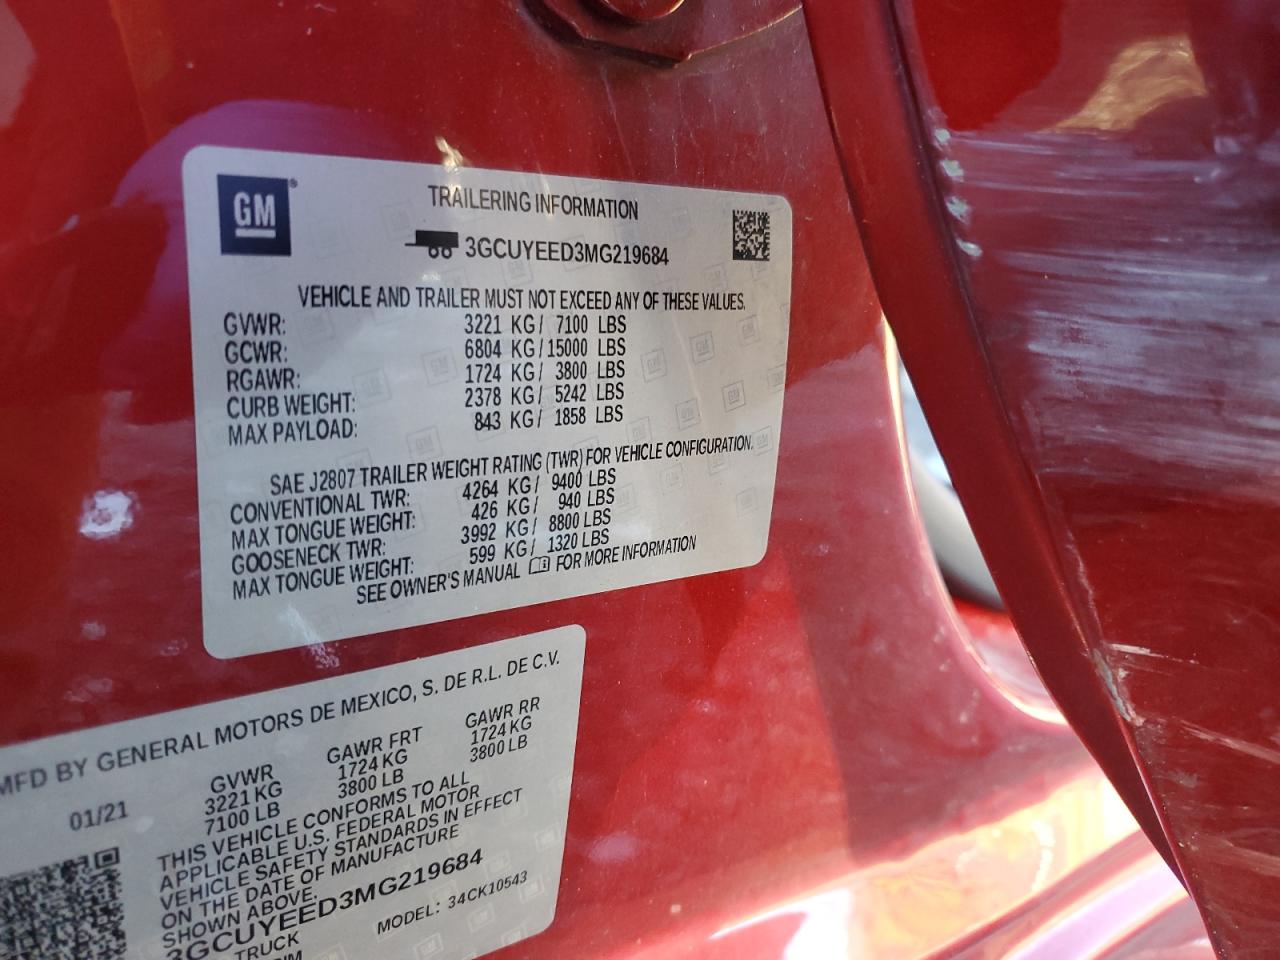 GM®
TRAILERING INFORMATION
3GCUYEED3MG219684
VEHICLE AND TRAILER MUST NOT EXCEED ANY OF THESE VALUES.
GVWR: 3221 KG/ 7100 LBS
GCWR: 6804 KG/15000 LBS
RGAWR: 1724 KG/ 3800 LBS
CURB WEIGHT: 2378 KG/ 5242 LBS
MAX PAYLOAD: 843 KG/ 1858 LBS
SAE J2807 TRAILER WEIGHT RATING (TWR) FOR VEHICLE CONFIGURATION.
CONVENTIONAL TWR: 4264 KG/ 9400 LBS
MAX TONGUE WEIGHT: 426 KG/ 940 LBS
GOOSENECK TWR: 3992 KG/ 8800 LBS
MAX TONGUE WEIGHT: 599 KG/ 1320 LBS
SEE OWNER'S MANUAL FOR MORE INFORMATION
MFD BY GENERAL MOTORS DE MEXICO, S. DE R.L. DE C.V.
01/21
GVWR GAWR FRT GAWR RR
3221 KG 1724 KG 1724 KG
7100 LB 3800 LB 3800 LB
THIS VEHICLE CONFORMS TO ALL
APPLICABLE U.S. FEDERAL MOTOR
VEHICLE SAFETY STANDARDS IN EFFECT
ON THE DATE OF MANUFACTURE
SHOWN ABOVE.
3GCUYEED3MG219684
TRUCK MODEL: 34CK10543